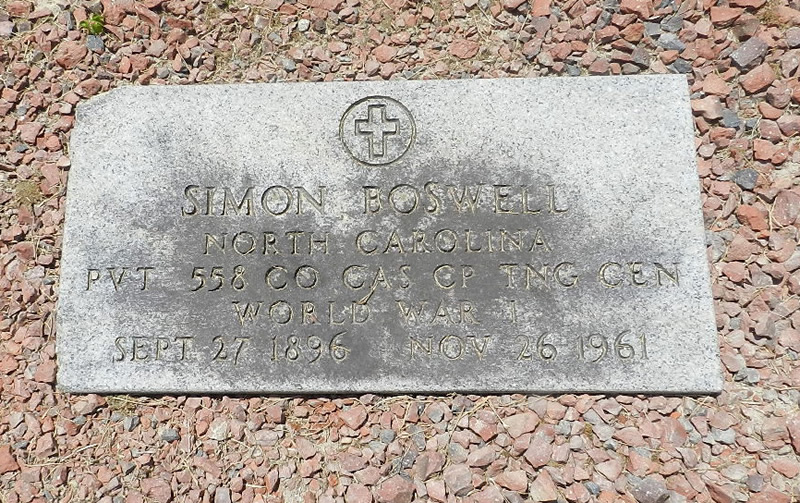 SIMON BOSWELL
NORTH CAROLINA
PVT 558 CO CAS CP TNG CEN
WORLD WAR I
SEPT 27 1896 NOV 26 1961